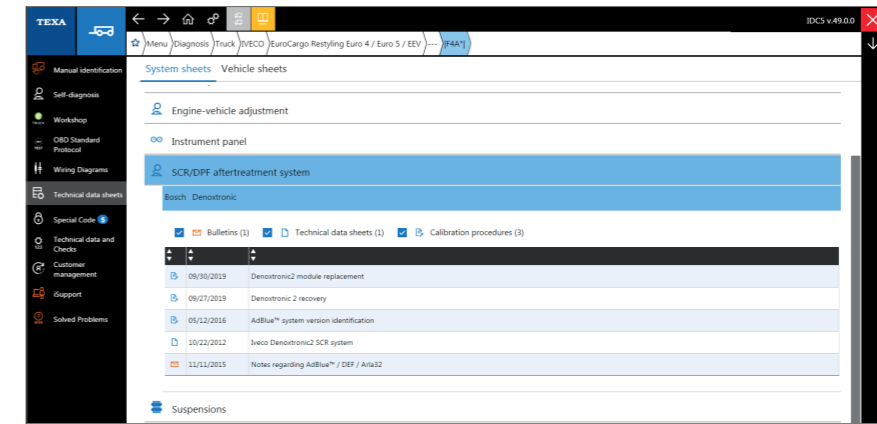 TEXA
IDC5 v.49.0.0
Menu Diagnosis Truck IVECO EuroCargo Restyling Euro 4 / Euro 5 / EEV --- |F4A*|
System sheets Vehicle sheets
Manual identification
Self-diagnosis
Workshop
OBD Standard
Protocol
Wiring Diagrams
Technical data sheets
Special Code 5
Technical data and
Checks
Customer
management
iSupport
Solved Problems
Engine-vehicle adjustment
Instrument panel
SCR/DPF aftertreatment system
Bosch Denoxtronic
Bulletins (1) Technical data sheets (1) Calibration procedures (3)
09/30/2019 Denoxtronic2 module replacement
09/27/2019 Denoxtronic 2 recovery
05/12/2016 AdBlue™ system version identification
10/22/2012 Iveco Denoxtronic2 SCR system
11/11/2015 Notes regarding AdBlue™ / DEF / Arla32
Suspensions